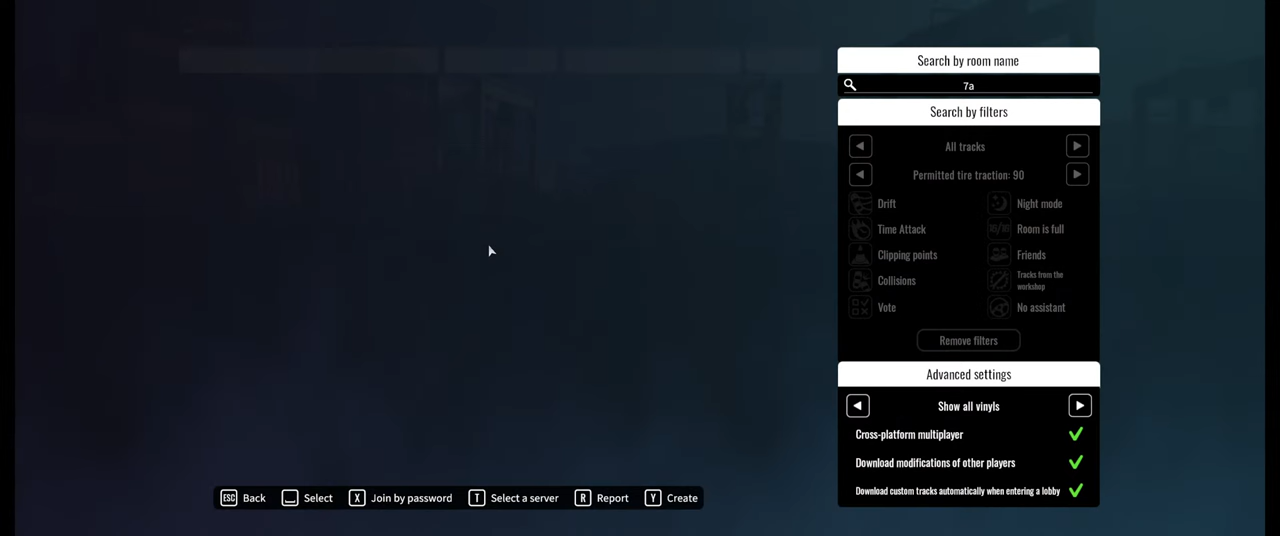 Search by room name
7a
Search by filters
All tracks
Permitted tire traction: 90
Drift
Night mode
Time Attack
10/10
Room is full
Clipping points
Friends
Collisions
Tracks from the
workshop
Vote
No assistant
Remove filters
Advanced settings
Show all vinyls
Cross-platform multiplayer
Download modifications of other players
Download custom tracks automatically when entering a lobby
ESC Back Select X Join by password T Select a server R Report Y Create